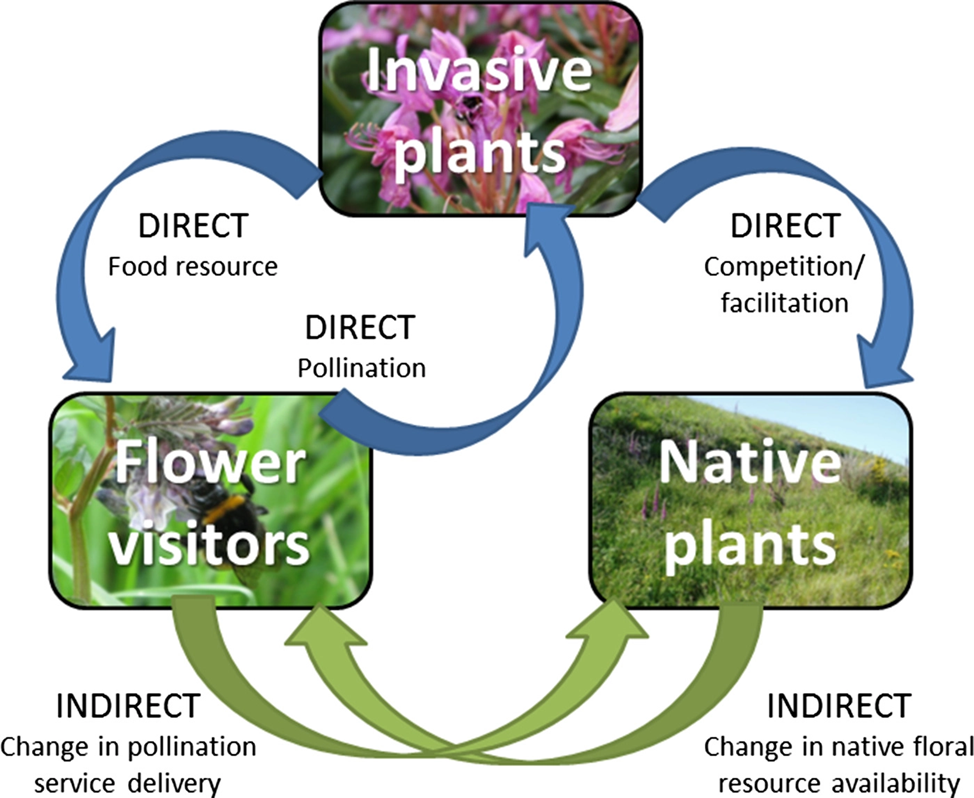 Invasive
plants
DIRECT
Food resource
DIRECT
Competition/
facilitation
DIRECT
Pollination
Flower
visitors
Native
plants
INDIRECT
Change in pollination
service delivery
INDIRECT
Change in native floral
resource availability